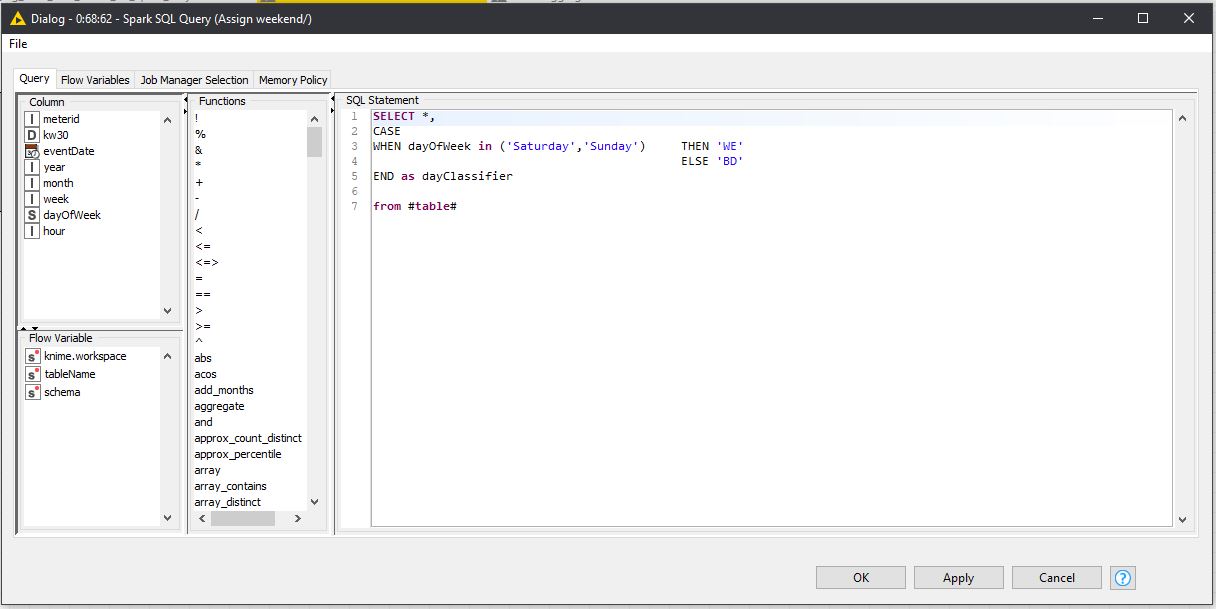 Dialog - 0:68:62 - Spark SQL Query (Assign weekend/)
File
Query Flow Variables Job Manager Selection Memory Policy
Column
I meterid
D kw30
eventDate
I year
I month
I week
S dayOfWeek
I hour
Flow Variable
s knime.workspace
s tableName
s schema
Functions
!
%
&
*
+
-
/
<
<=
<=>
=
==
>
>=
^
abs
acos
add_months
aggregate
and
approx_count_distinct
approx_percentile
array
array_contains
array_distinct
SQL Statement
1 SELECT *,
2 CASE
3 WHEN dayOfWeek in ('Saturday','Sunday') THEN 'WE'
4 ELSE 'BD'
5 END as dayClassifier
6
7 from #table#
OK Apply Cancel ?